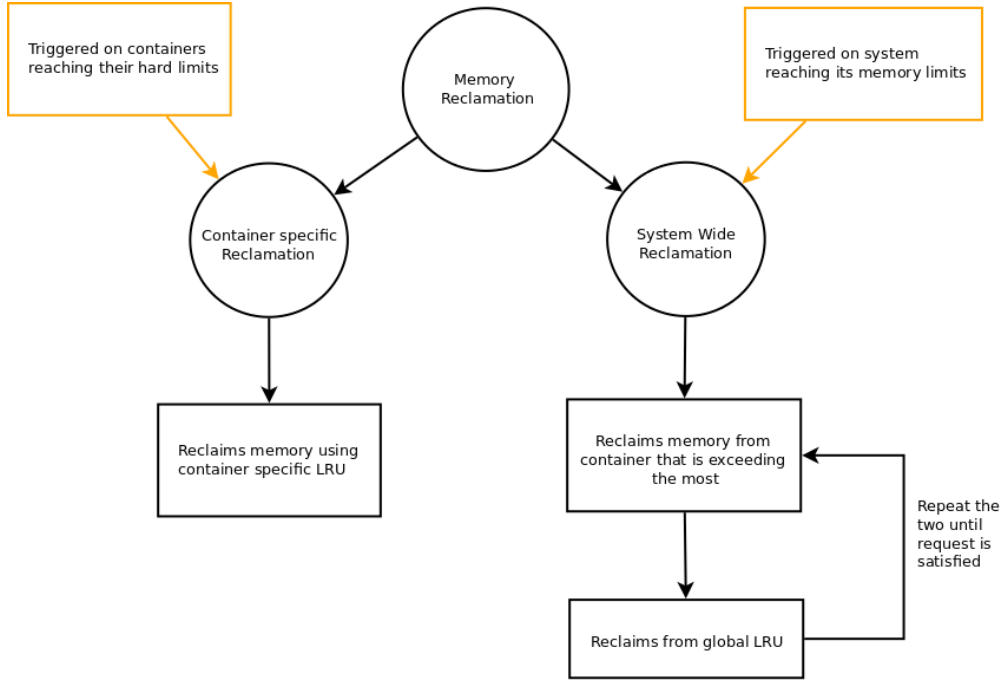 Triggered on containers
reaching their hard limits
Memory
Reclamation
Triggered on system
reaching its memory limits
Container specific
Reclamation
System Wide
Reclamation
Reclaims memory using
container specific LRU
Reclaims memory from
container that is exceeding
the most
Repeat the
two until
request is
satisfied
Reclaims from global LRU